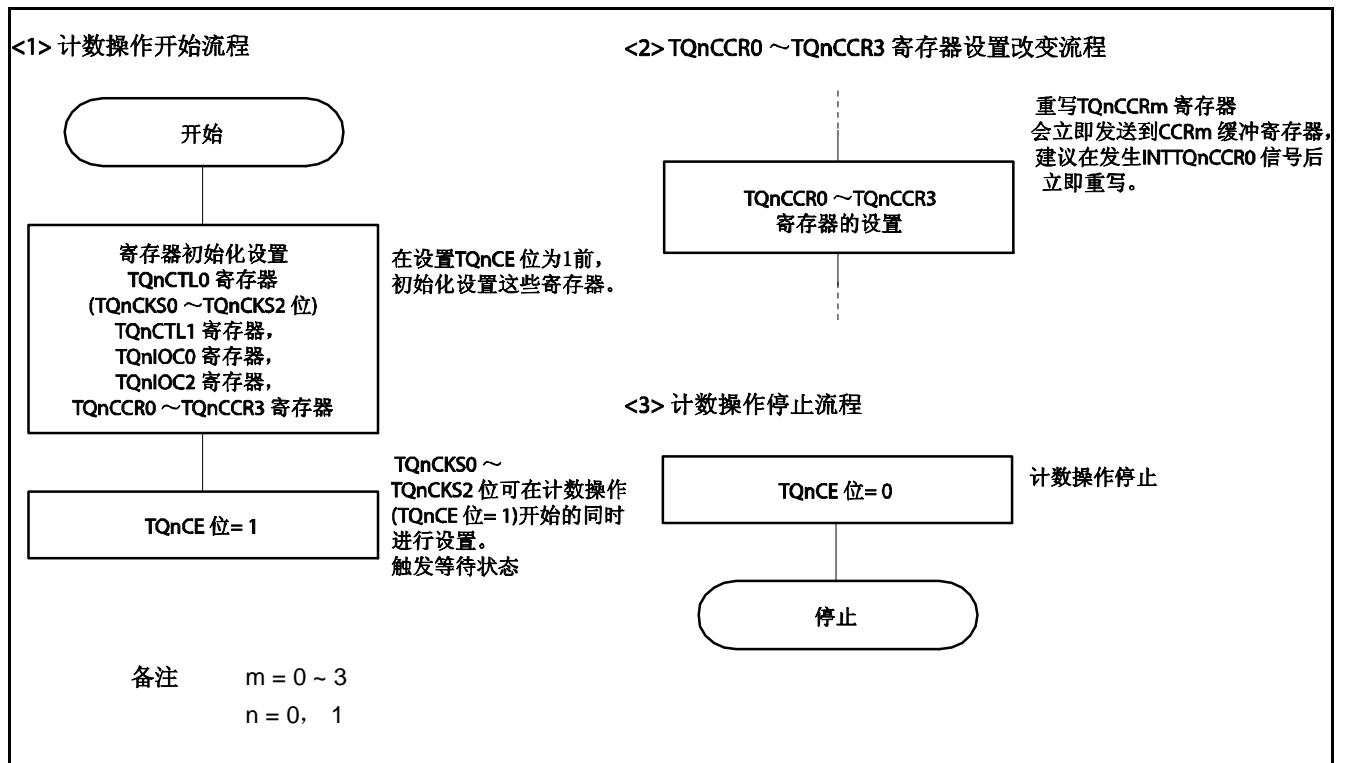 <1> 计数操作开始流程
开始
寄存器初始化设置
TQnCTL0 寄存器
(TQnCKS0 ～TQnCKS2 位)
TQnCTL1 寄存器，
TQnIOC0 寄存器，
TQnIOC2 寄存器，
TQnCCR0 ～TQnCCR3 寄存器
在设置TQnCE 位为1前，
初始化设置这些寄存器。
TQnCE 位= 1
TQnCKS0 ～
TQnCKS2 位可在计数操作
(TQnCE 位= 1)开始的同时
进行设置。
触发等待状态
<2> TQnCCR0 ～TQnCCR3 寄存器设置改变流程
TQnCCR0 ～TQnCCR3
寄存器的设置
重写TQnCCRm 寄存器
会立即发送到CCRm 缓冲寄存器，
建议在发生INTTQnCCR0 信号后
立即重写。
<3> 计数操作停止流程
TQnCE 位= 0
计数操作停止
停止
备注 m = 0 ~ 3
n = 0， 1